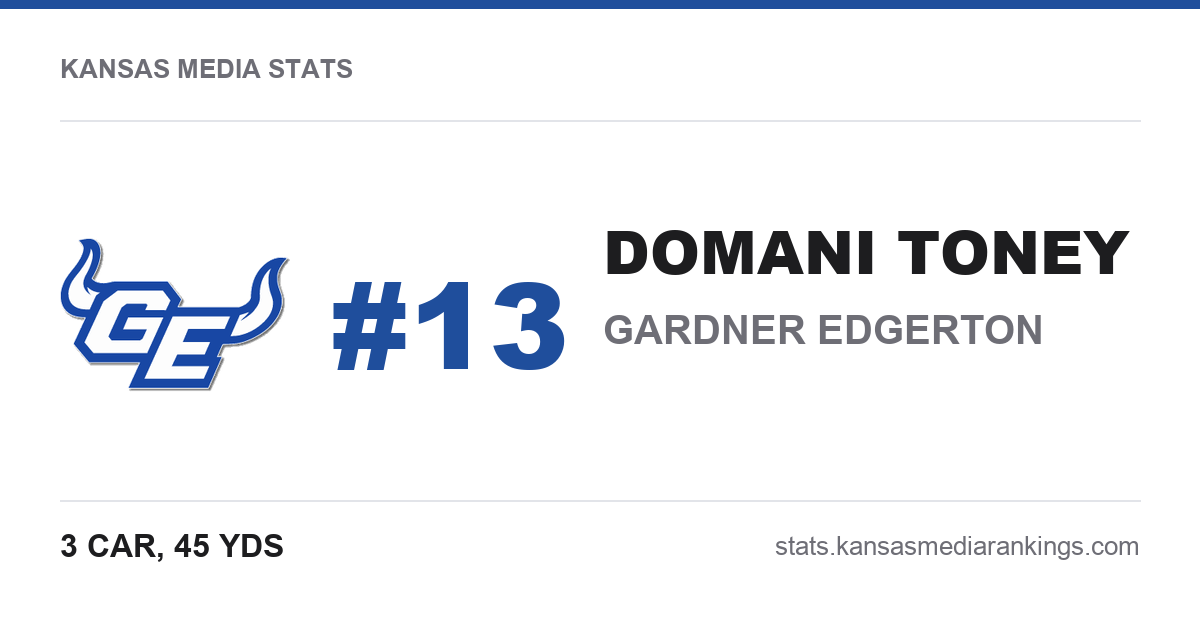 KANSAS MEDIA STATS
GE
#13
DOMANI TONEY
GARDNER EDGERTON
3 CAR, 45 YDS
stats.kansasmediarankings.com